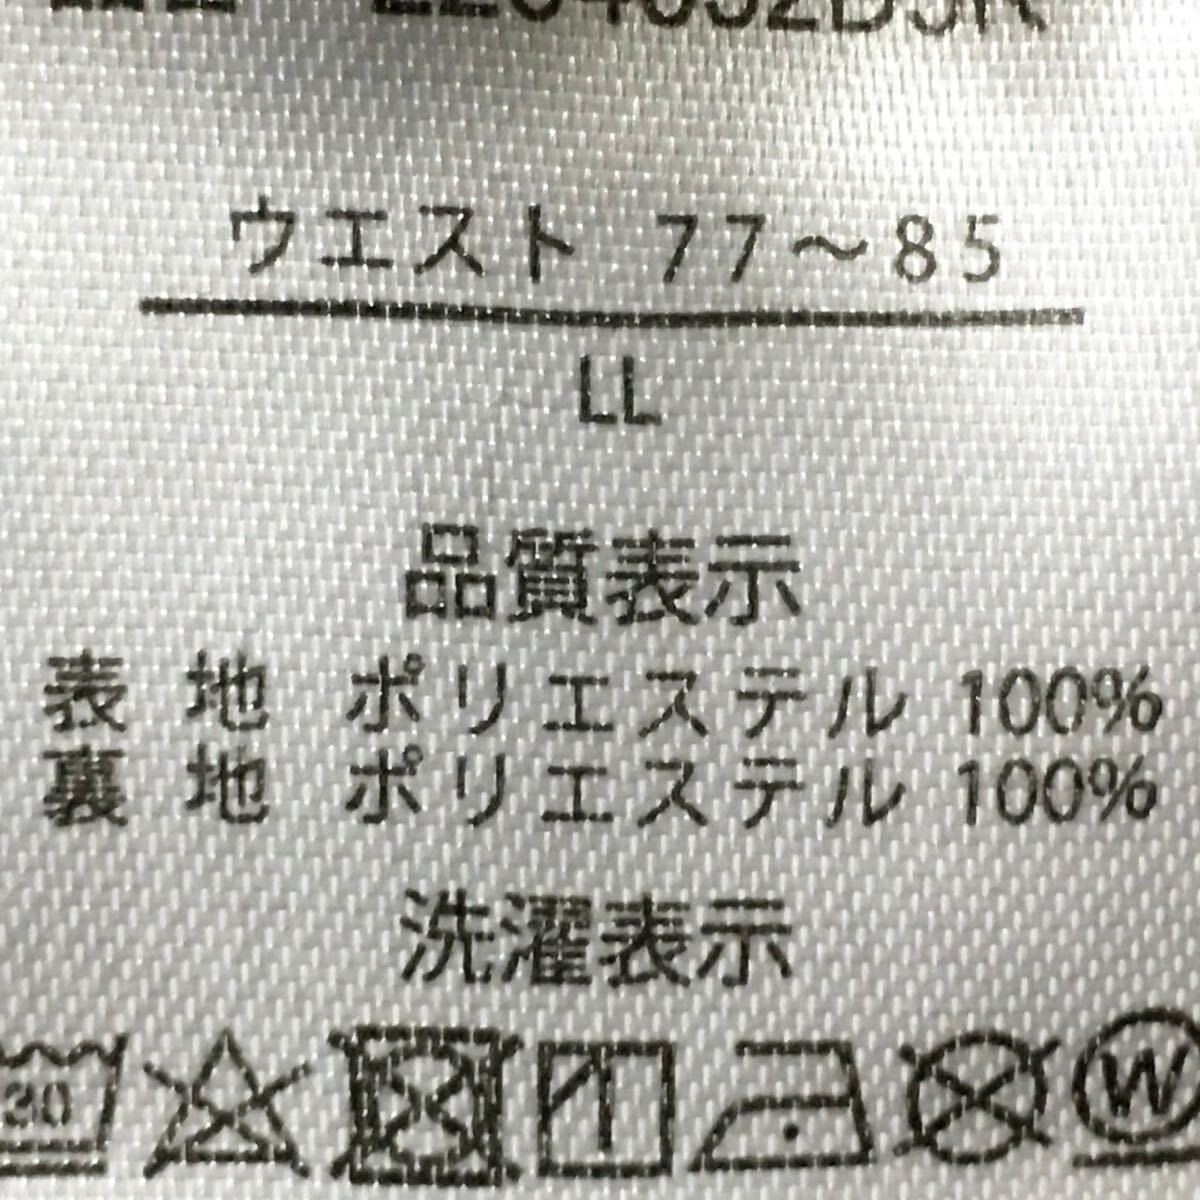 ウエスト 77～85
LL
品質表示
表地 ポリエステル 100%
裏地 ポリエステル 100%
洗濯表示
30
W